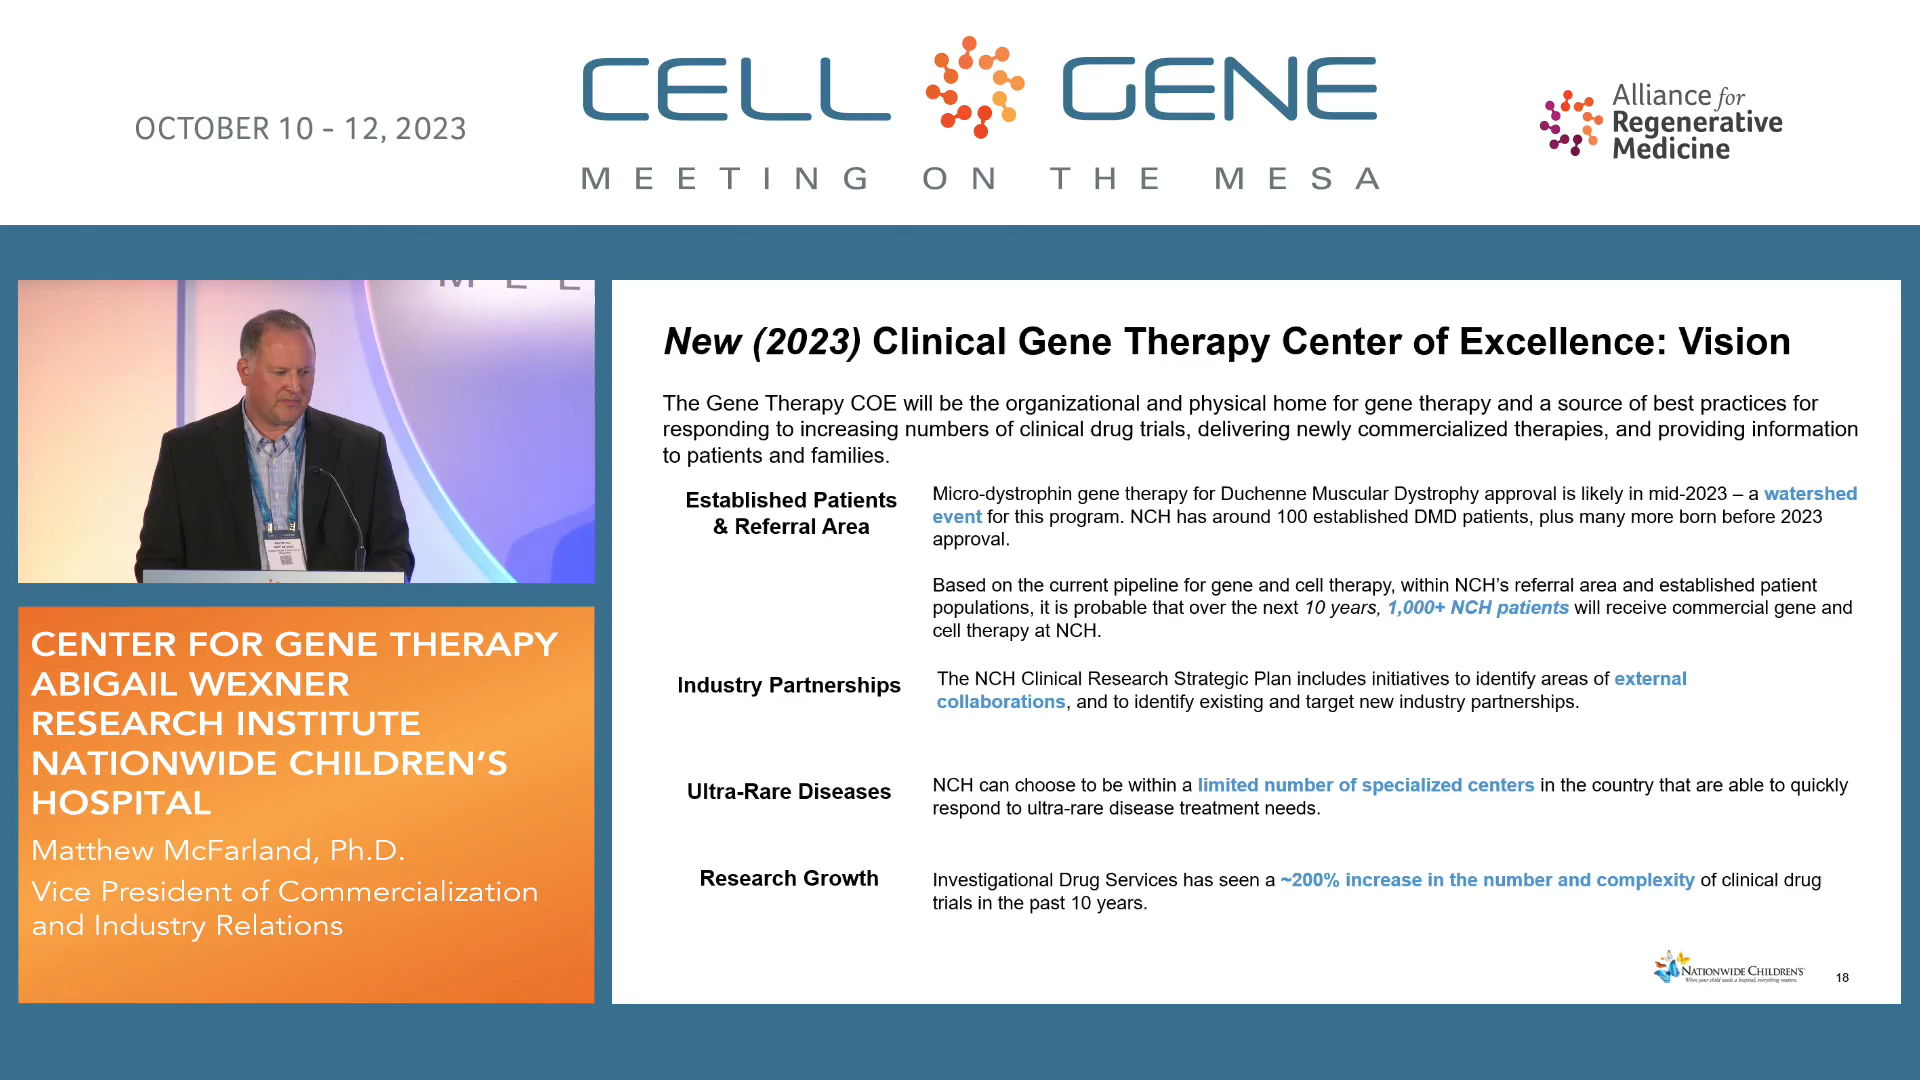 OCTOBER 10 - 12, 2023
CELL GENE
MEETING ON THE MESA
Alliance for
Regenerative
Medicine
M E E
CENTER FOR GENE THERAPY
ABIGAIL WEXNER
RESEARCH INSTITUTE
NATIONWIDE CHILDREN'S
HOSPITAL
Matthew McFarland, Ph.D.
Vice President of Commercialization
and Industry Relations
New (2023) Clinical Gene Therapy Center of Excellence: Vision
The Gene Therapy COE will be the organizational and physical home for gene therapy and a source of best practices for
responding to increasing numbers of clinical drug trials, delivering newly commercialized therapies, and providing information
to patients and families.
Established Patients
& Referral Area
Micro-dystrophin gene therapy for Duchenne Muscular Dystrophy approval is likely in mid-2023 – a watershed
event for this program. NCH has around 100 established DMD patients, plus many more born before 2023
approval.
Based on the current pipeline for gene and cell therapy, within NCH's referral area and established patient
populations, it is probable that over the next 10 years, 1,000+ NCH patients will receive commercial gene and
cell therapy at NCH.
Industry Partnerships
The NCH Clinical Research Strategic Plan includes initiatives to identify areas of external
collaborations, and to identify existing and target new industry partnerships.
Ultra-Rare Diseases
NCH can choose to be within a limited number of specialized centers in the country that are able to quickly
respond to ultra-rare disease treatment needs.
Research Growth
Investigational Drug Services has seen a ~200% increase in the number and complexity of clinical drug
trials in the past 10 years.
NATIONWIDE CHILDREN'S
When your child needs a hospital, everything matters.
18